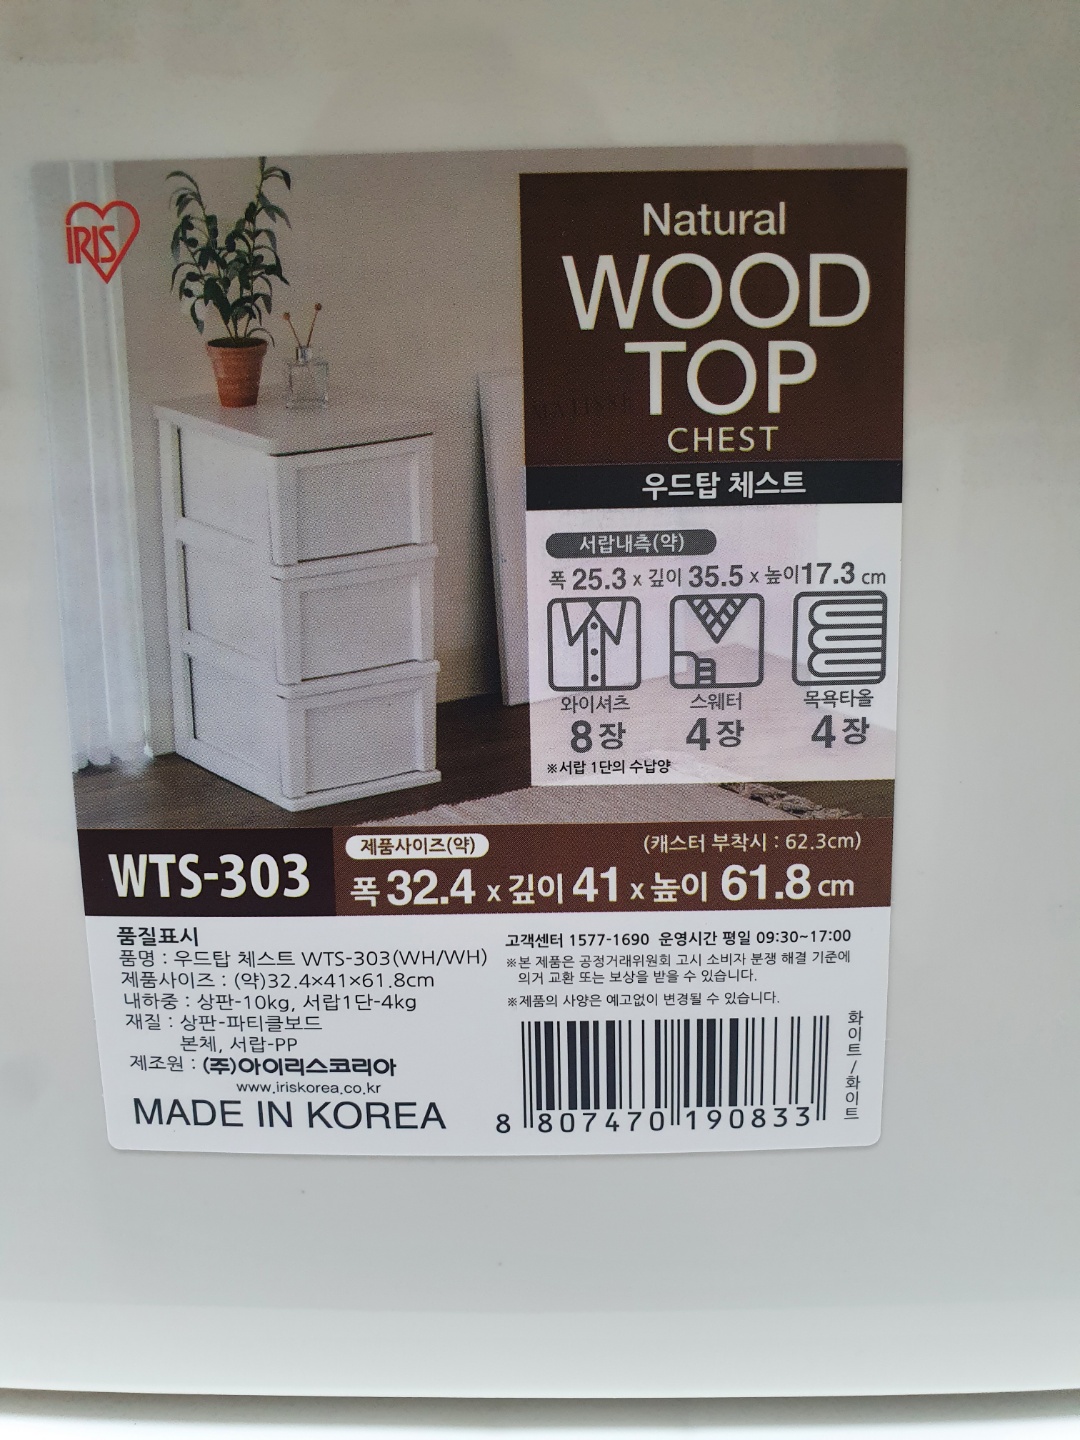 IRIS
Natural
WOOD
TOP
CHEST
우드탑 체스트
서랍내측(약)
폭 25.3 x 깊이 35.5 x 높이17.3 cm
와이셔츠 스웨터 목욕타올
8장 4장 4장
※서랍 1단의 수납양
MATISSE
WTS-303
제품사이즈(약) (캐스터 부착시 : 62.3cm)
폭 32.4 x 깊이 41 x 높이 61.8 cm
품질표시
품명 : 우드탑 체스트 WTS-303(WH/WH)
제품사이즈 : (약)32.4×41×61.8cm
내하중 : 상판-10kg, 서랍1단-4kg
재질 : 상판-파티클보드
본체, 서랍-PP
제조원 : (주)아이리스코리아
www.iriskorea.co.kr
MADE IN KOREA
고객센터 1577-1690 운영시간 평일 09:30~17:00
※본 제품은 공정거래위원회 고시 소비자 분쟁 해결 기준에
의거 교환 또는 보상을 받을 수 있습니다.
※제품의 사양은 예고없이 변경될 수 있습니다.
8 807470 190833
화이트/화이트